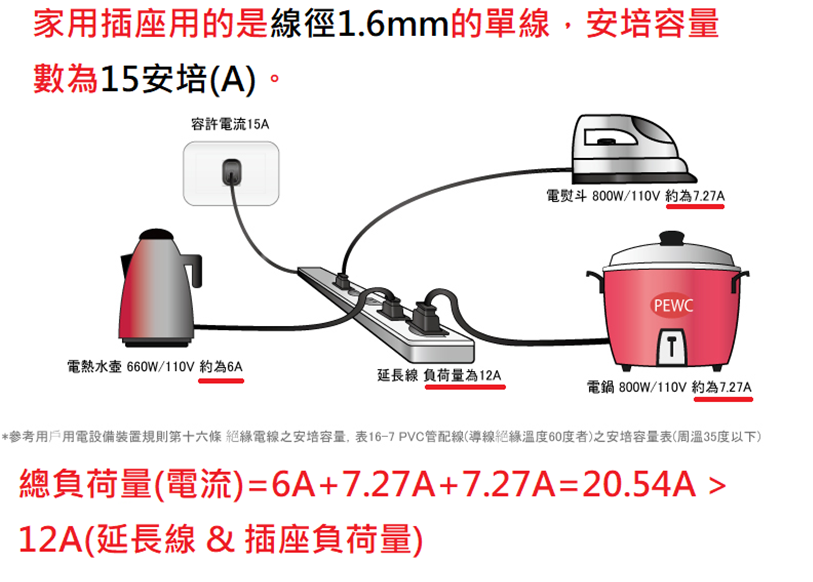 家用插座用的是線徑1.6mm的單線，安培容量
數為15安培(A)。
容許電流15A
電熨斗 800W/110V 約為7.27A
PEWC
電熱水壺 660W/110V 約為6A
延長線 負荷量為12A
電鍋 800W/110V 約為7.27A
*參考用戶用電設備裝置規則第十六條 絕緣電線之安培容量, 表16-7 PVC管配線(導線絕緣溫度60度者)之安培容量表(周溫35度以下)
總負荷量(電流)=6A+7.27A+7.27A=20.54A >
12A(延長線 & 插座負荷量)